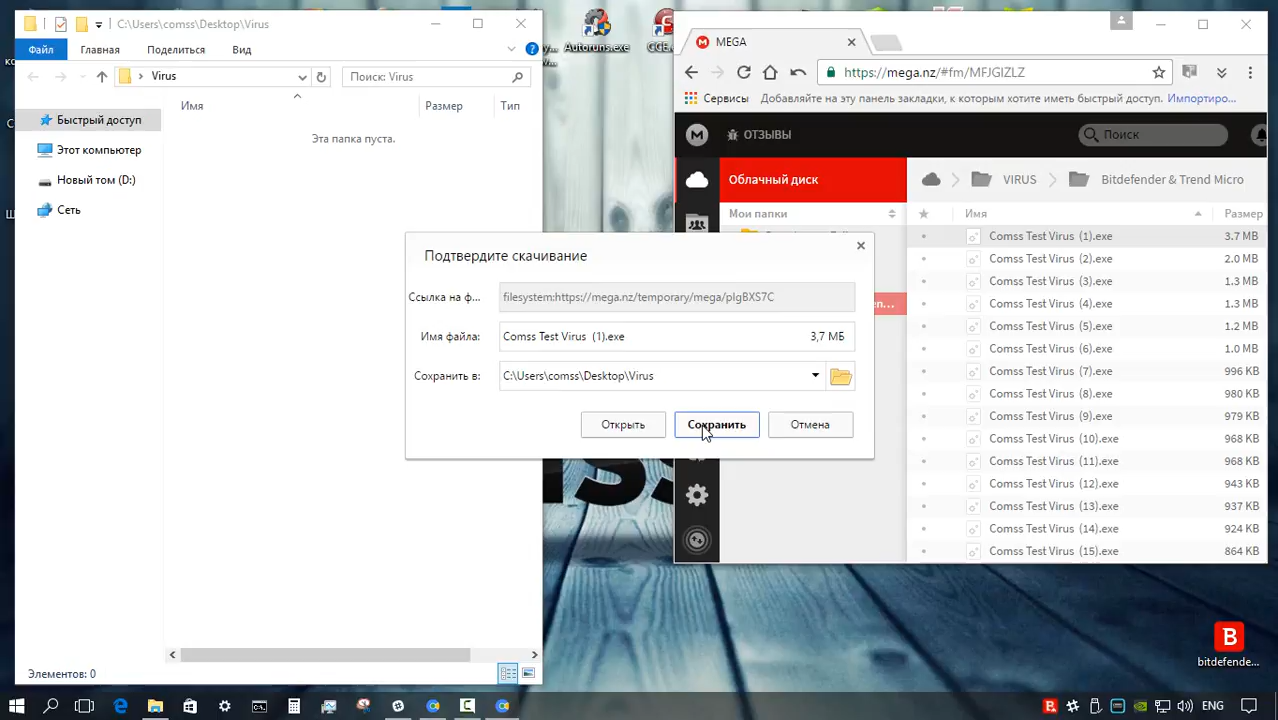 C:\Users\comss\Desktop\Virus
Файл
Главная
Поделиться
Вид
Virus
Поиск: Virus
Имя
Размер
Тип
Быстрый доступ
Эта папка пуста.
Этот компьютер
Новый том (D:)
Сеть
Элементов: 0
Autoruns.exe
CCE.
MEGA
https://mega.nz/#fm/MFJGIZLZ
Сервисы
Добавляйте на эту панель закладки, к которым хотите иметь быстрый доступ.
Импортиро...
M
ОТЗЫВЫ
Поиск
Облачный диск
VIRUS
Bitdefender & Trend Micro
Мои папки
Имя
Размер
Comss Test Virus (1).exe 3.7 MB
Comss Test Virus (2).exe 2.0 MB
Comss Test Virus (3).exe 1.3 MB
Comss Test Virus (4).exe 1.3 MB
Comss Test Virus (5).exe 1.2 MB
Comss Test Virus (6).exe 1.0 MB
Comss Test Virus (7).exe 996 KB
Comss Test Virus (8).exe 980 KB
Comss Test Virus (9).exe 979 KB
Comss Test Virus (10).exe 968 KB
Comss Test Virus (11).exe 968 KB
Comss Test Virus (12).exe 943 KB
Comss Test Virus (13).exe 937 KB
Comss Test Virus (14).exe 924 KB
Comss Test Virus (15).exe 864 KB
Подтвердите скачивание
Ссылка на ф...
filesystem:https://mega.nz/temporary/mega/pIgBXS7C
Имя файла:
Comss Test Virus (1).exe
3,7 МБ
Сохранить в:
C:\Users\comss\Desktop\Virus
Открыть
Сохранить
Отмена
B
bitdefende...
ENG